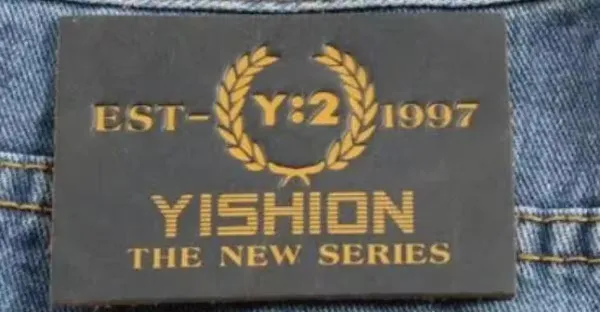 EST- Y:2 1997
YISHION
THE NEW SERIES